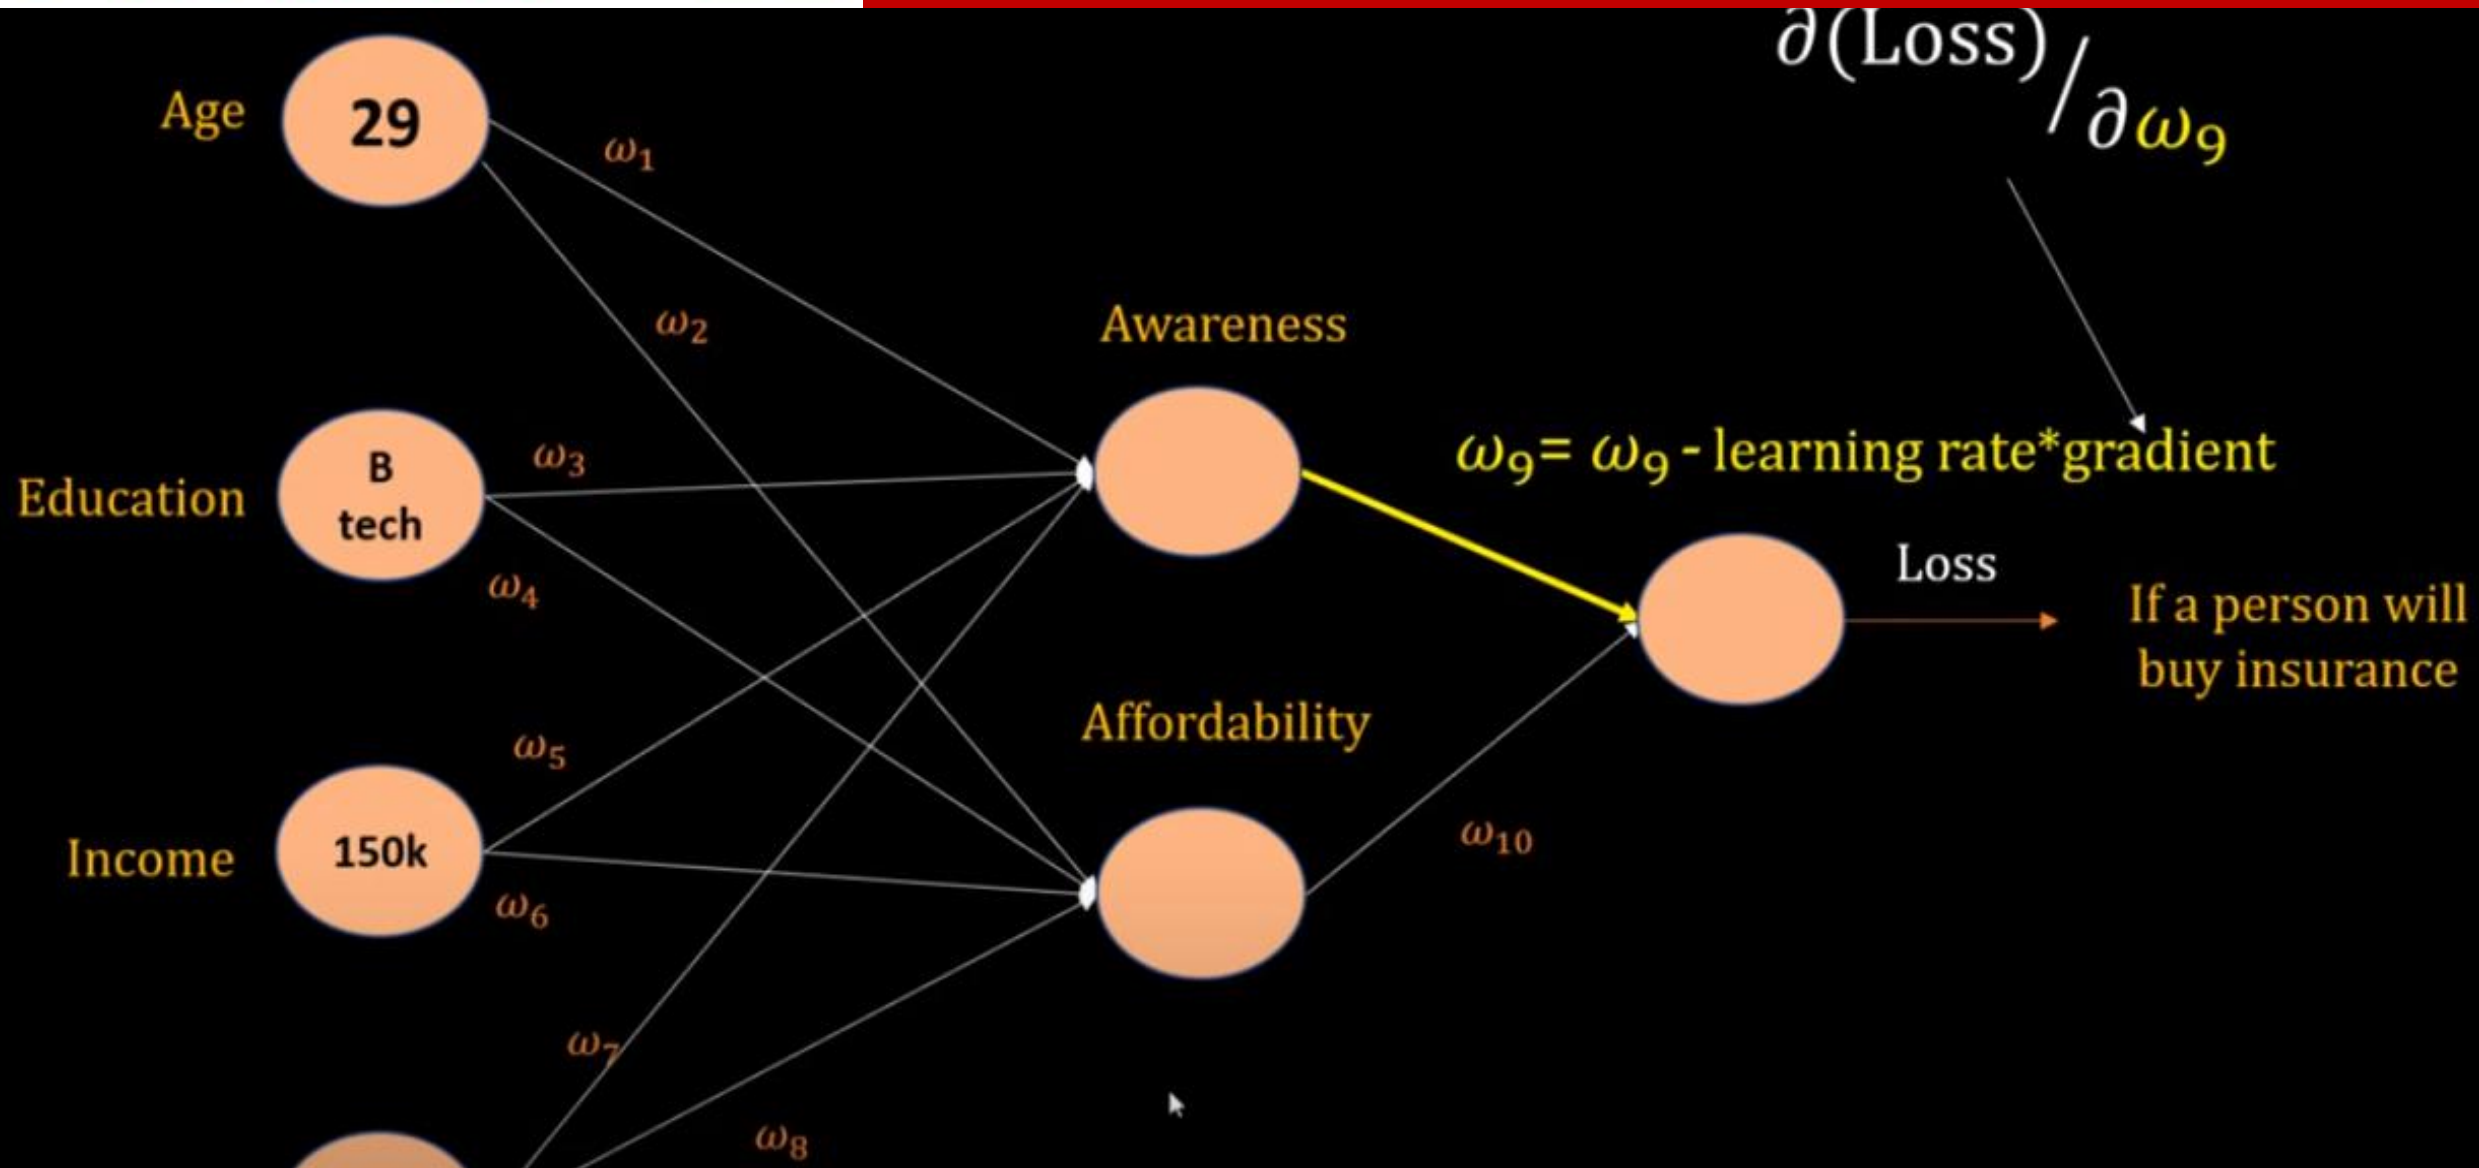 ∂(Loss)/∂ω₉
Age
29
ω₁
ω₂
Awareness
ω₉= ω₉ - learning rate*gradient
Education
B
tech
ω₃
ω₄
Loss
If a person will
buy insurance
Affordability
ω₅
Income
150k
ω₆
ω₁₀
ω₇
ω₈